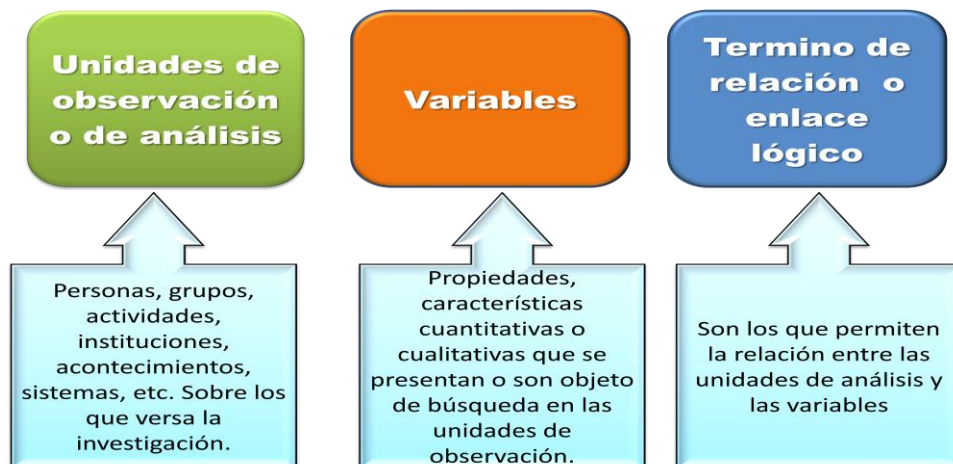 Unidades de
observación
o de análisis
Variables
Termino de
relación o
enlace
lógico
Personas, grupos,
actividades,
instituciones,
acontecimientos,
sistemas, etc. Sobre los
que versa la
investigación.
Propiedades,
características
cuantitativas o
cualitativas que se
presentan o son objeto
de búsqueda en las
unidades de
observación.
Son los que permiten
la relación entre las
unidades de análisis y
las variables